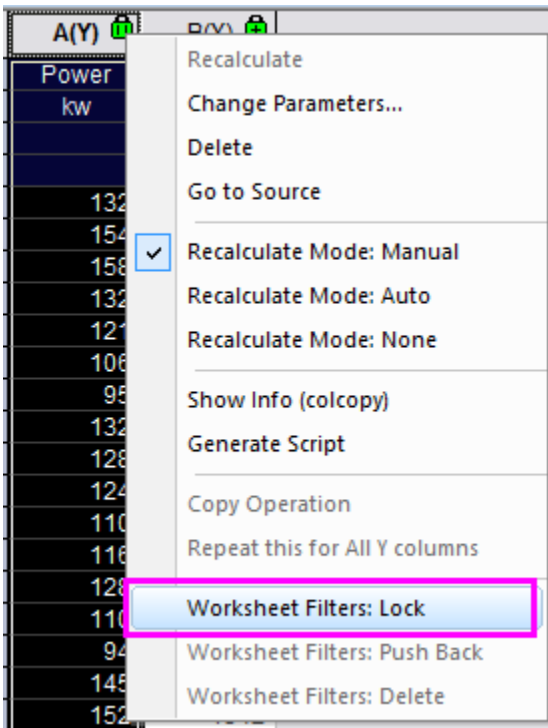 A(Y) B(Y)
Power
kw
132
154
158
132
121
106
95
132
128
124
110
116
128
110
94
145
152
Recalculate
Change Parameters...
Delete
Go to Source
Recalculate Mode: Manual
Recalculate Mode: Auto
Recalculate Mode: None
Show Info (colcopy)
Generate Script
Copy Operation
Repeat this for All Y columns
Worksheet Filters: Lock
Worksheet Filters: Push Back
Worksheet Filters: Delete